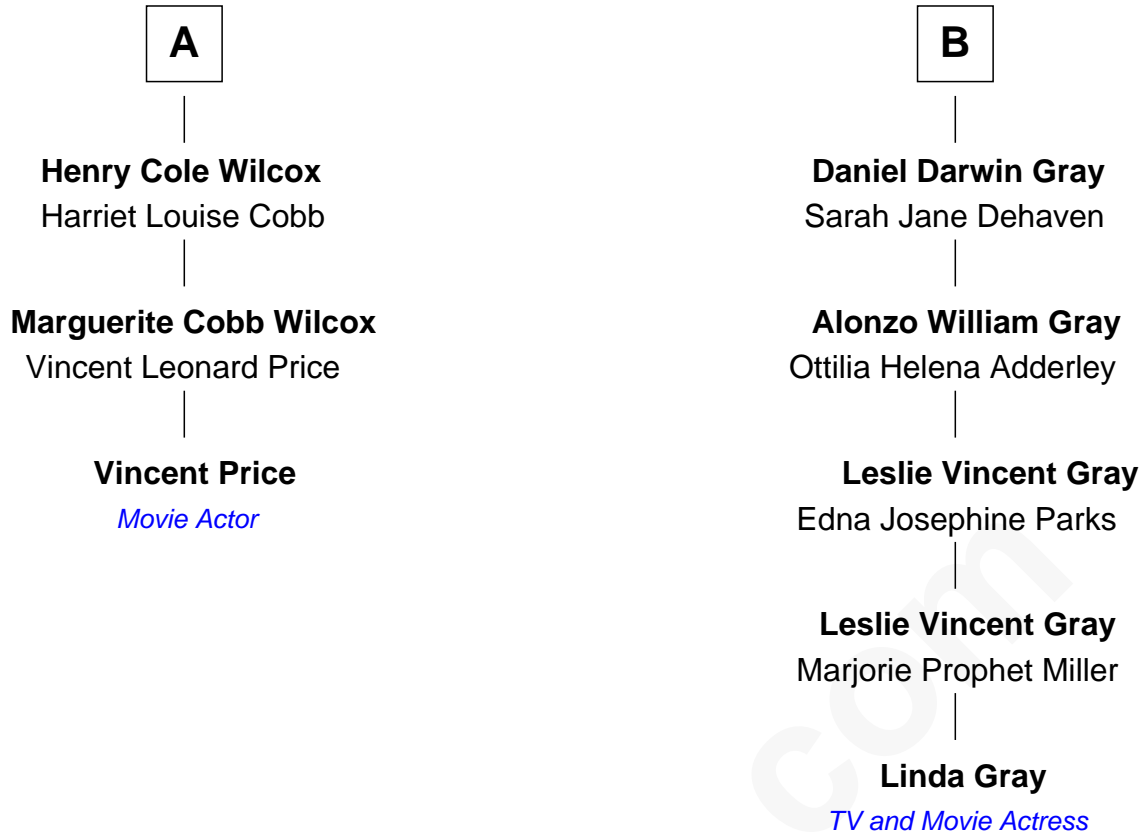 A
Henry Cole Wilcox
Harriet Louise Cobb
Marguerite Cobb Wilcox
Vincent Leonard Price
Vincent Price
Movie Actor
B
Daniel Darwin Gray
Sarah Jane Dehaven
Alonzo William Gray
Ottilia Helena Adderley
Leslie Vincent Gray
Edna Josephine Parks
Leslie Vincent Gray
Marjorie Prophet Miller
Linda Gray
TV and Movie Actress
com